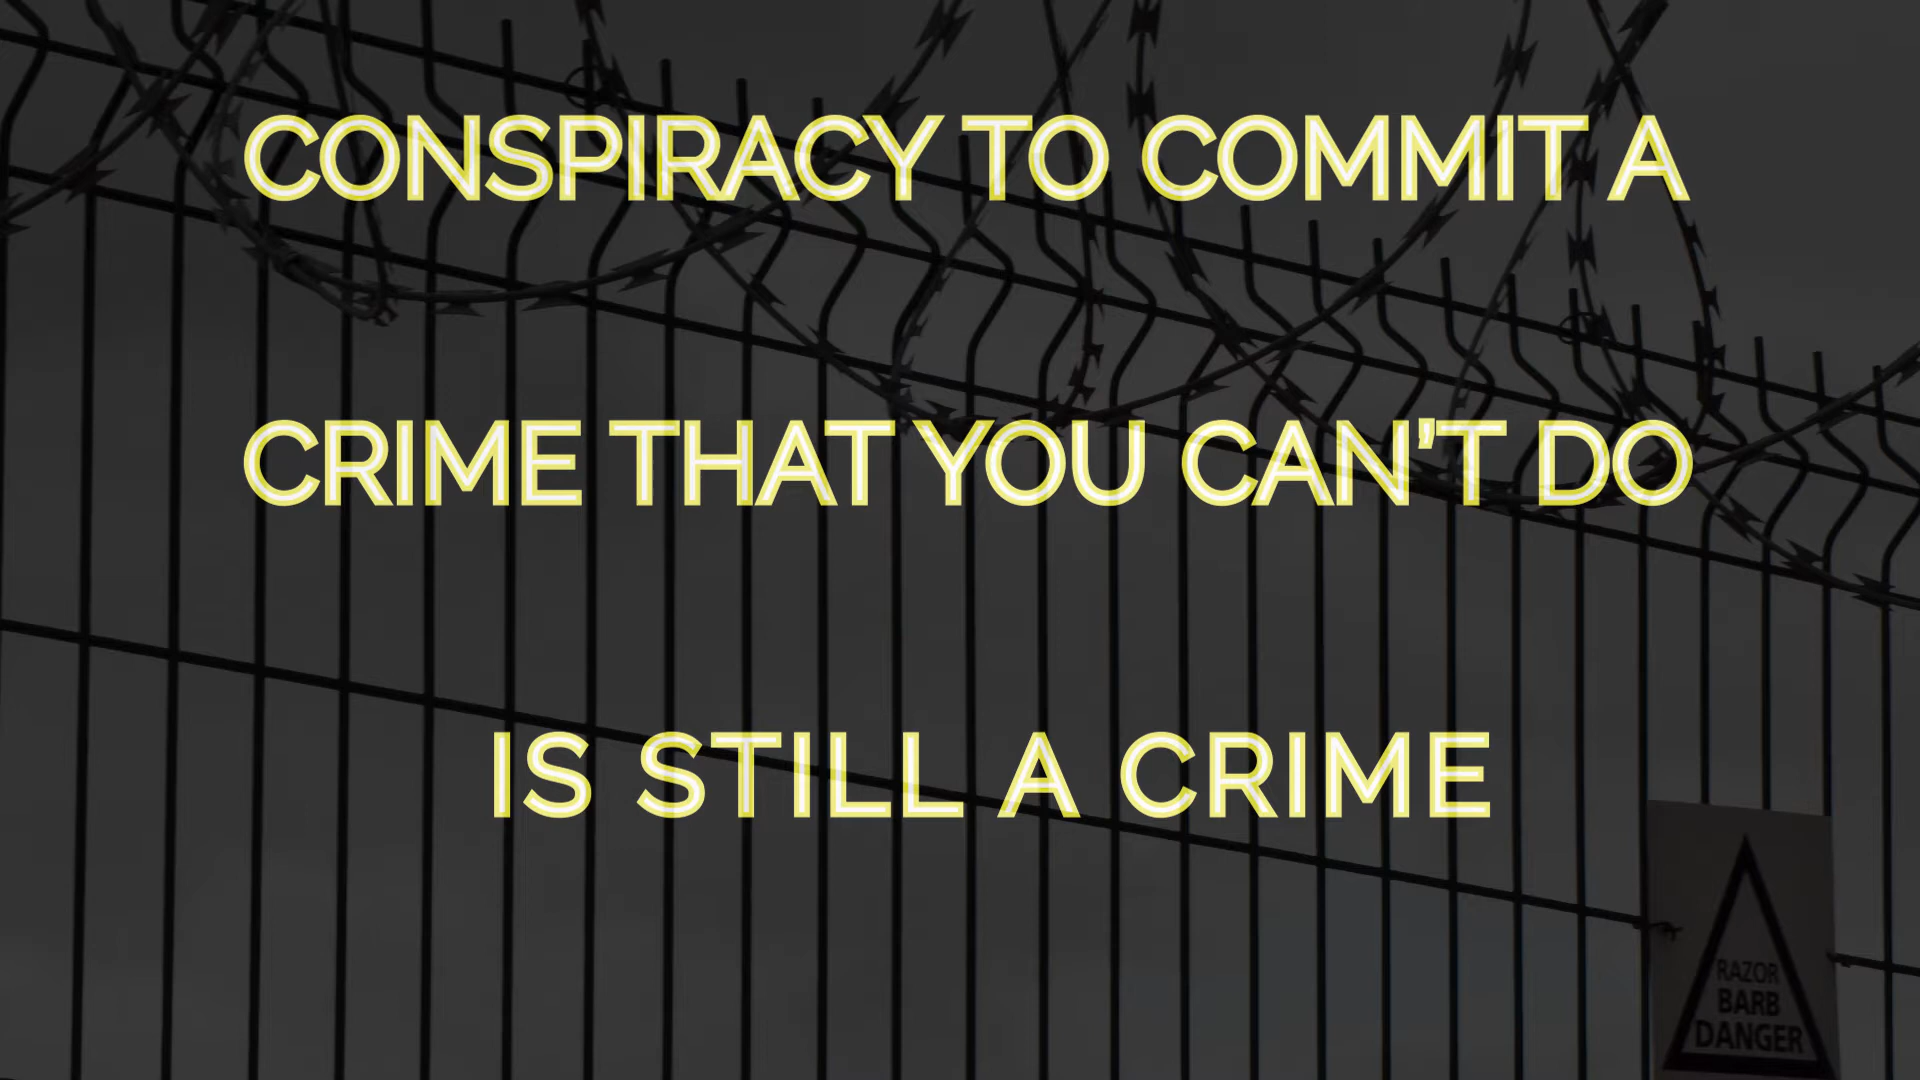 CONSPIRACY TO COMMIT A
CRIME THAT YOU CAN'T DO
IS STILL A CRIME
RAZOR
BARB
DANGER